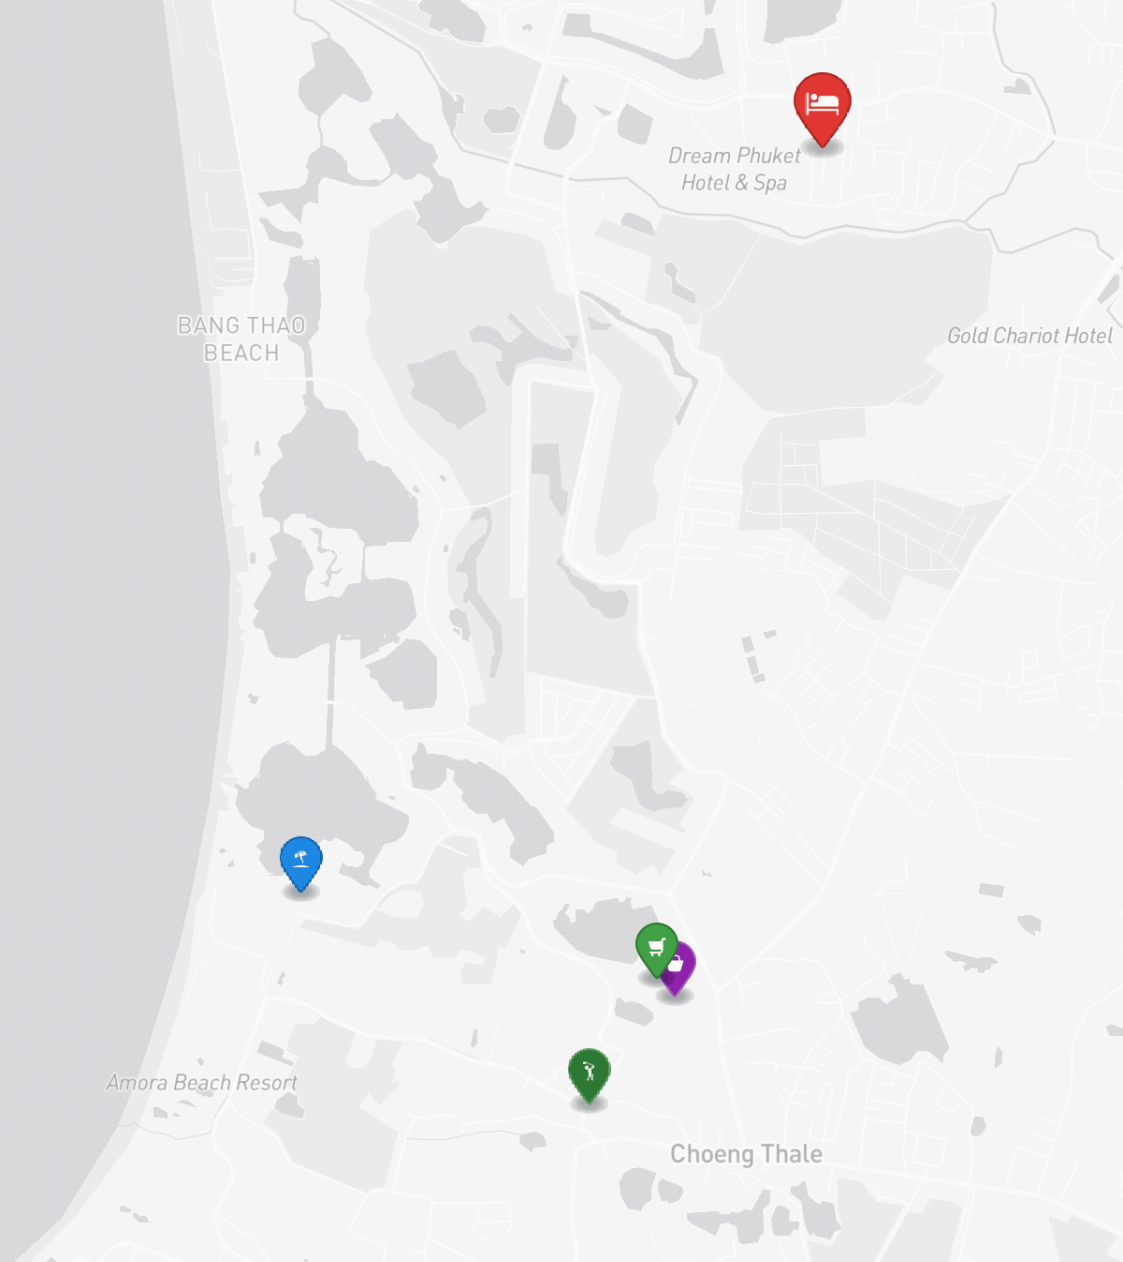 Dream Phuket
Hotel & Spa
BANG THAO
BEACH
Gold Chariot Hotel
Amora Beach Resort
Choeng Thale